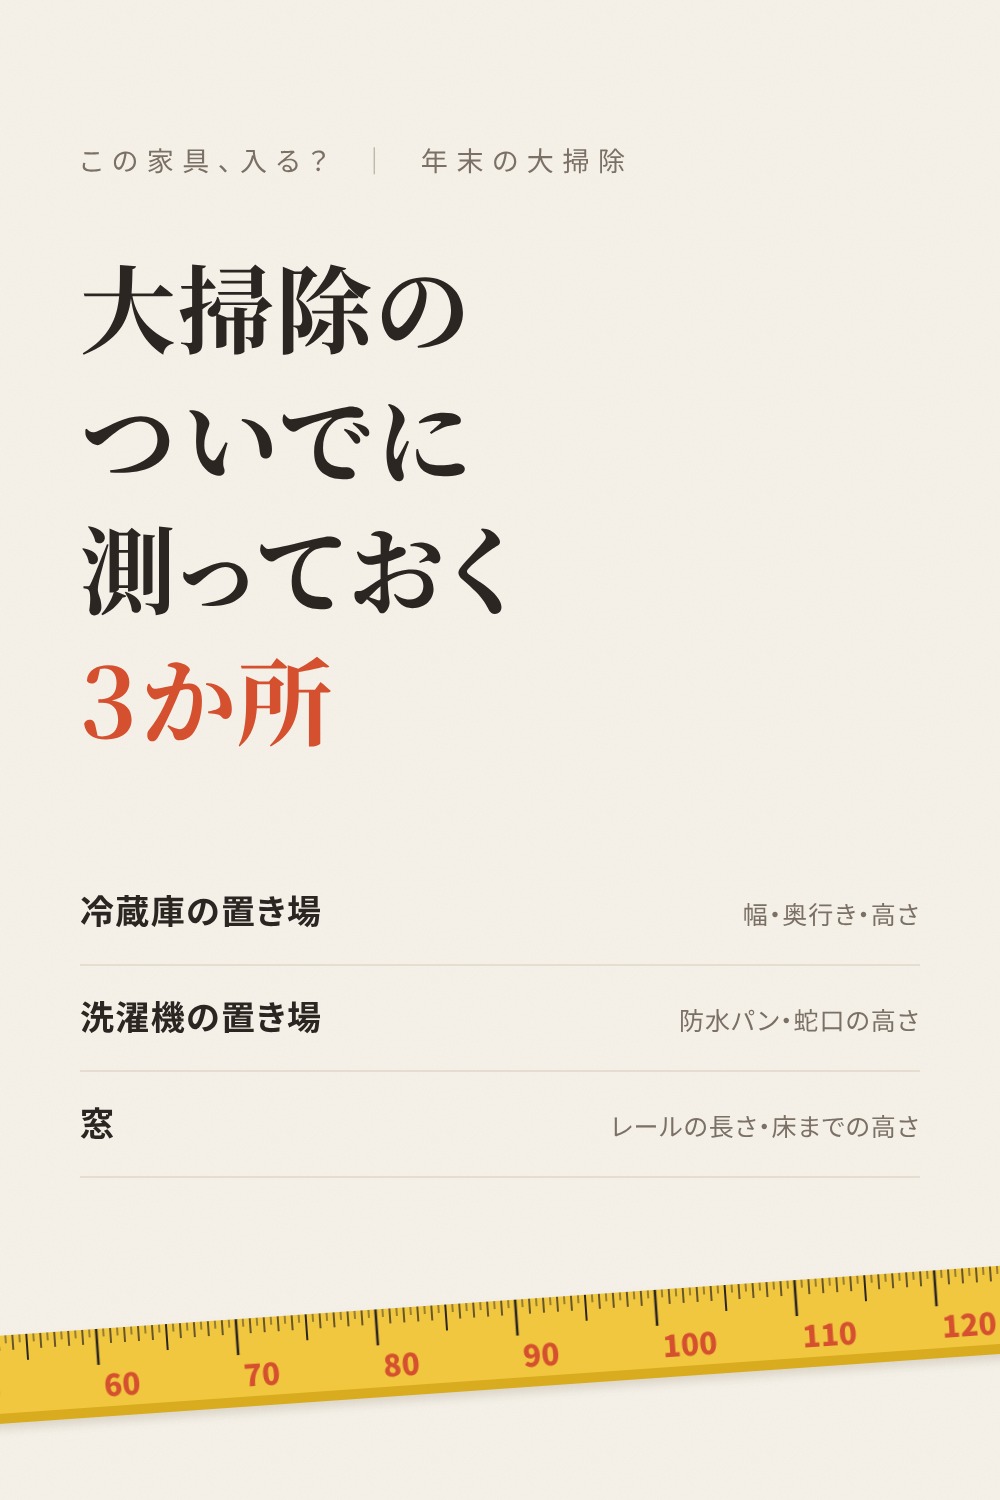 この家具、入る？ ｜ 年末の大掃除
大掃除の
ついでに
測っておく
3か所
冷蔵庫の置き場 幅・奥行き・高さ
洗濯機の置き場 防水パン・蛇口の高さ
窓 レールの長さ・床までの高さ
60 70 80 90 100 110 120